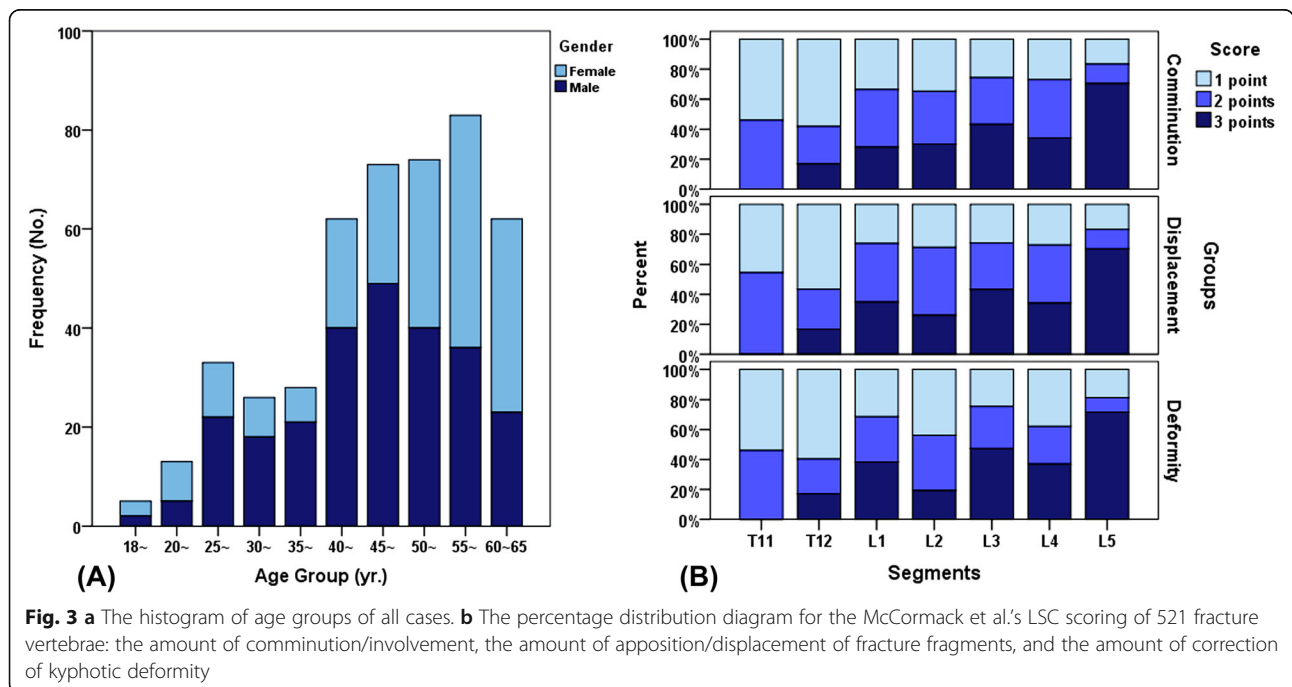 100
80
60
40
20
0
Frequency (No.)
Gender
Female
Male
18~ 20~ 25~ 30~ 35~ 40~ 45~ 50~ 55~ 60~65
Age Group (yr.)
(A)
100%
80%
60%
40%
20%
0%
Comminution
100%
80%
60%
40%
20%
0%
Displacement
100%
80%
60%
40%
20%
0%
Deformity
Percent
Groups
Score
1 point
2 points
3 points
T11 T12 L1 L2 L3 L4 L5
Segments
(B)
Fig. 3 a The histogram of age groups of all cases. b The percentage distribution diagram for the McCormack et al.'s LSC scoring of 521 fracture
vertebrae: the amount of comminution/involvement, the amount of apposition/displacement of fracture fragments, and the amount of correction
of kyphotic deformity